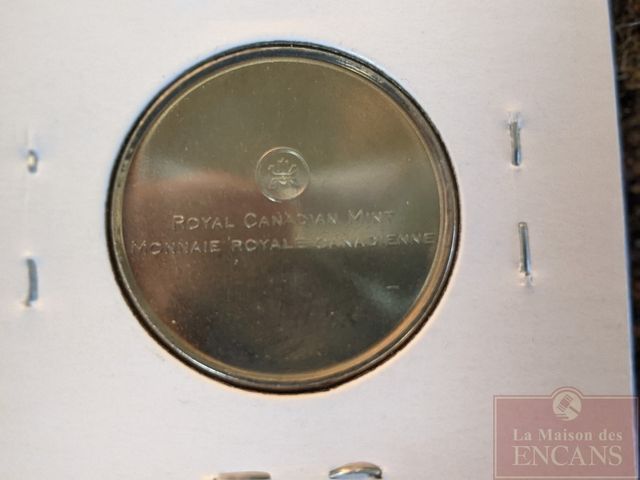 ROYAL CANADIAN MINT
MONNAIE ROYALE CANADIENNE
La Maison des
ENCANS